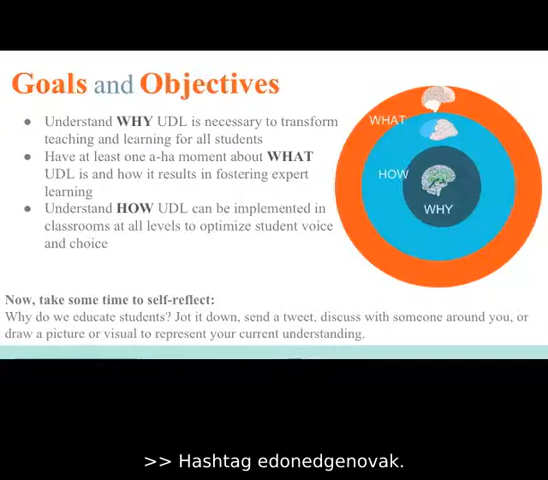 Goals and Objectives
● Understand WHY UDL is necessary to transform
teaching and learning for all students
● Have at least one a-ha moment about WHAT
UDL is and how it results in fostering expert
learning
● Understand HOW UDL can be implemented in
classrooms at all levels to optimize student voice
and choice
WHAT
HOW
WHY
Now, take some time to self-reflect:
Why do we educate students? Jot it down, send a tweet, discuss with someone around you, or
draw a picture or visual to represent your current understanding.
>> Hashtag edonedgenovak.